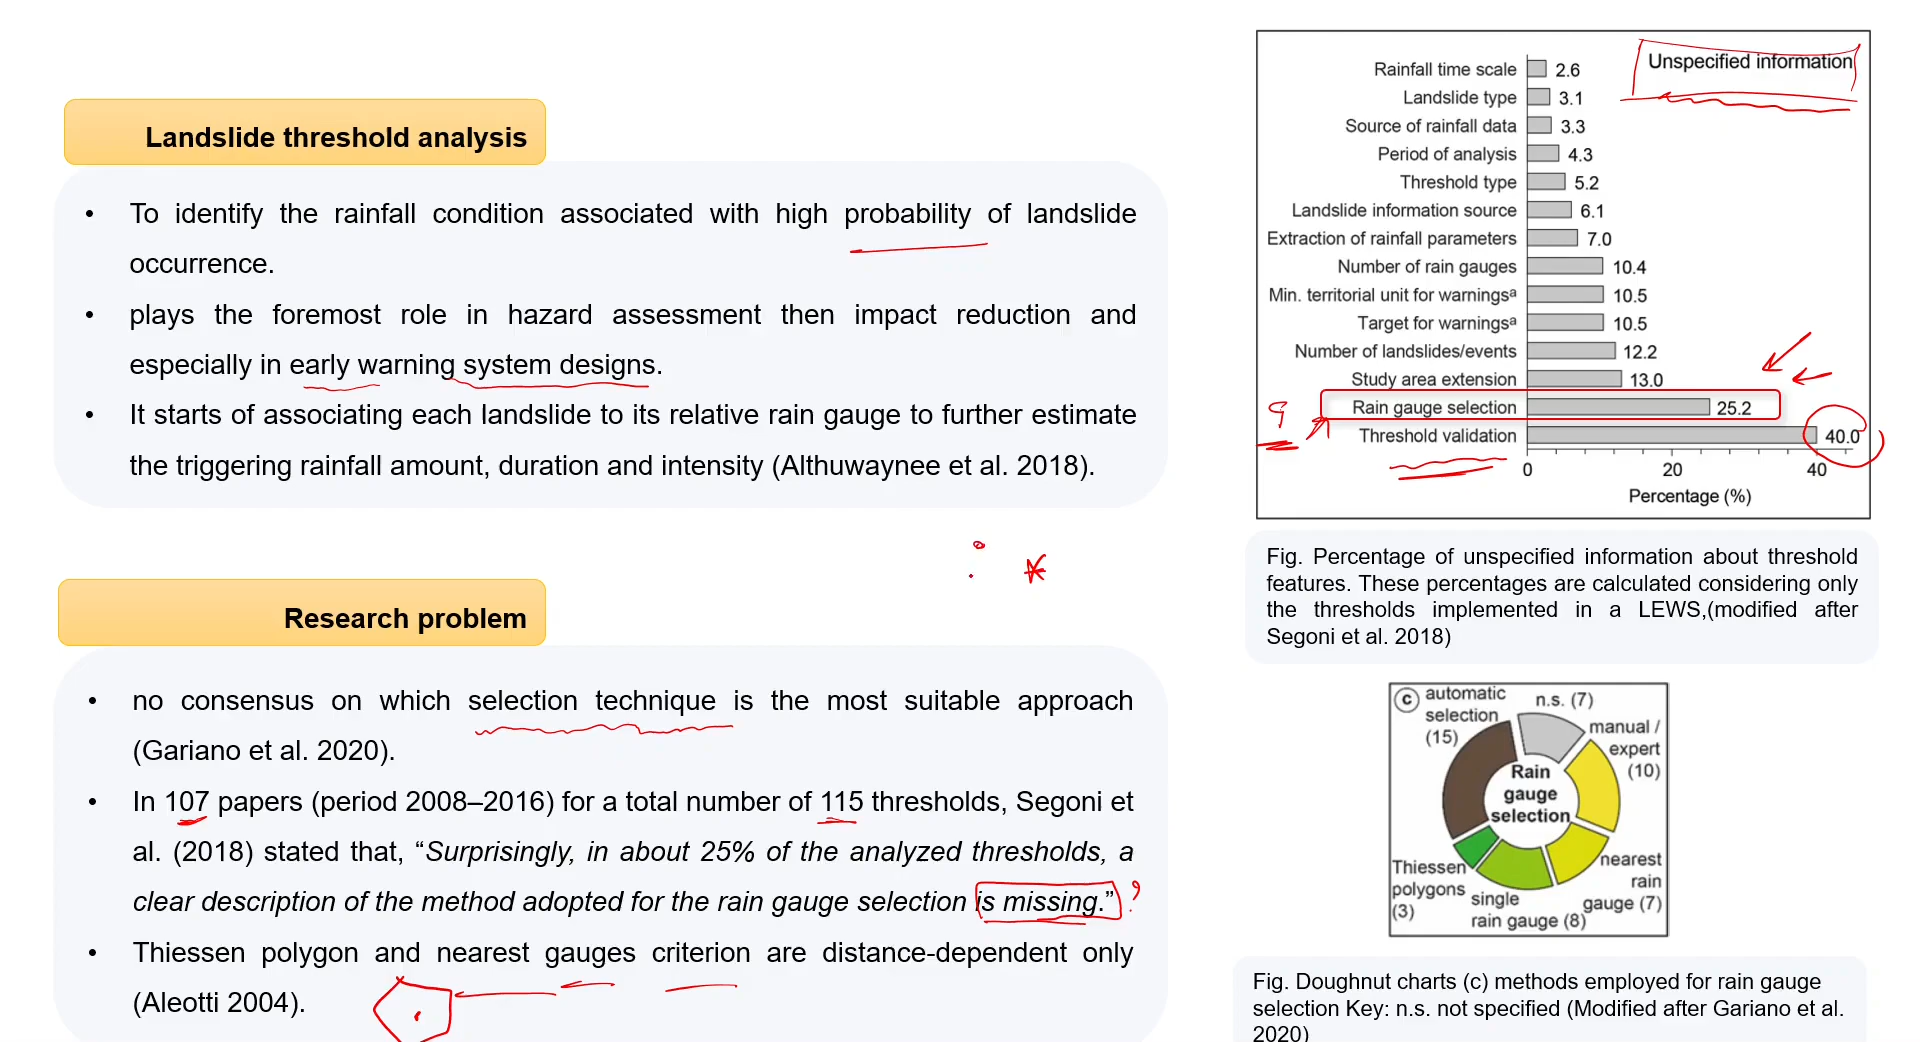 Landslide threshold analysis
• To identify the rainfall condition associated with high probability of landslide
occurrence.
• plays the foremost role in hazard assessment then impact reduction and
especially in early warning system designs.
• It starts of associating each landslide to its relative rain gauge to further estimate
the triggering rainfall amount, duration and intensity (Althuwaynee et al. 2018).
Research problem
• no consensus on which selection technique is the most suitable approach
(Gariano et al. 2020).
• In 107 papers (period 2008–2016) for a total number of 115 thresholds, Segoni et
al. (2018) stated that, “Surprisingly, in about 25% of the analyzed thresholds, a
clear description of the method adopted for the rain gauge selection is missing.”
• Thiessen polygon and nearest gauges criterion are distance-dependent only
(Aleotti 2004).
Unspecified information
Rainfall time scale 2.6
Landslide type 3.1
Source of rainfall data 3.3
Period of analysis 4.3
Threshold type 5.2
Landslide information source 6.1
Extraction of rainfall parameters 7.0
Number of rain gauges 10.4
Min. territorial unit for warningsª 10.5
Target for warningsª 10.5
Number of landslides/events 12.2
Study area extension 13.0
Rain gauge selection 25.2
Threshold validation 40.0
0 20 40
Percentage (%)
Fig. Percentage of unspecified information about threshold
features. These percentages are calculated considering only
the thresholds implemented in a LEWS,(modified after
Segoni et al. 2018)
c
automatic
selection
(15)
n.s. (7)
manual /
expert
(10)
Rain
gauge
selection
nearest
rain
gauge (7)
single
rain gauge (8)
Thiessen
polygons
(3)
Fig. Doughnut charts (c) methods employed for rain gauge
selection Key: n.s. not specified (Modified after Gariano et al.
2020)